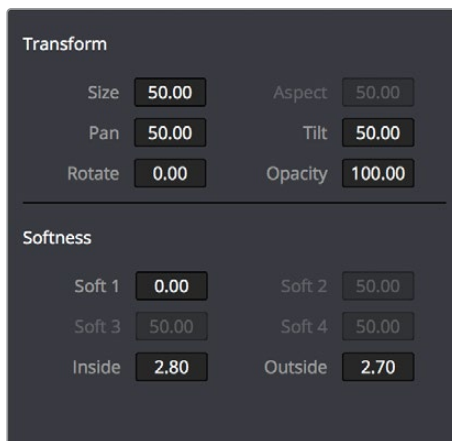 Transform
Size 50.00 Aspect 50.00
Pan 50.00 Tilt 50.00
Rotate 0.00 Opacity 100.00
Softness
Soft 1 0.00 Soft 2 50.00
Soft 3 50.00 Soft 4 50.00
Inside 2.80 Outside 2.70